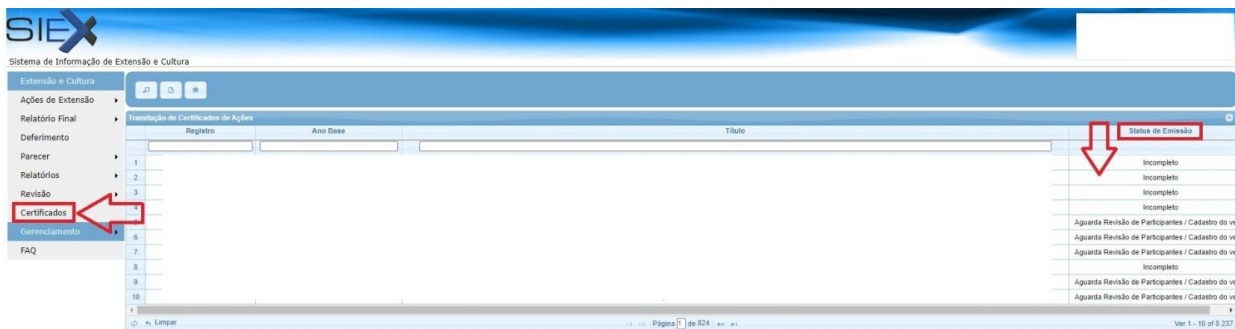 SIEX
Sistema de Informação de Extensão e Cultura
Extensão e Cultura
Ações de Extensão
Relatório Final
Deferimento
Parecer
Relatórios
Revisão
Certificados
Gerenciamento
FAQ
Tramitação de Certificados de Ações
Registro Ano Base Título Status de Emissão
1 Incompleto
2 Incompleto
3 Incompleto
4 Incompleto
5 Aguarda Revisão de Participantes / Cadastro do ve
6 Aguarda Revisão de Participantes / Cadastro do ve
7 Aguarda Revisão de Participantes / Cadastro do ve
8 Incompleto
9 Aguarda Revisão de Participantes / Cadastro do ve
10 Aguarda Revisão de Participantes / Cadastro do ve
Limpar Página 1 de 824 Ver 1 - 10 of 8 237